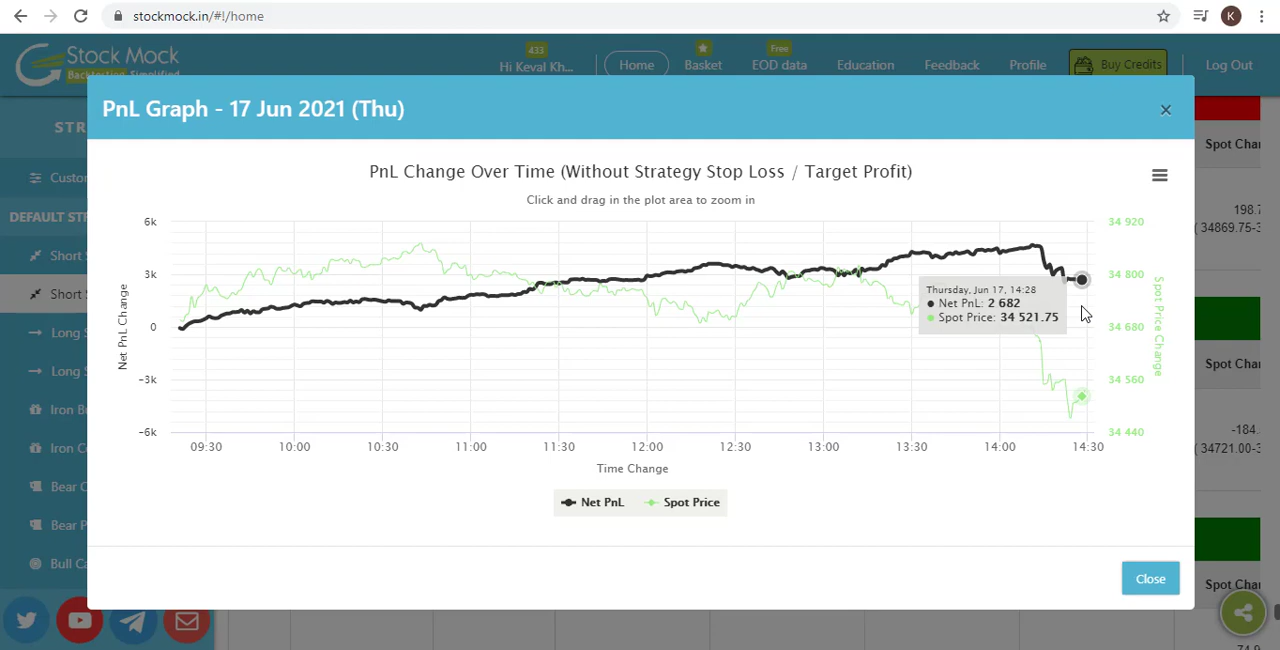 stockmock.in/#!/home
K
Stock Mock
Backtesting Simplified
433
Hi Keval Kh...
Home
Basket
Free
EOD data
Education
Feedback
Profile
Buy Credits
Log Out
PnL Graph - 17 Jun 2021 (Thu)
×
STR
Custo
DEFAULT STR
Short
Short
Long
Long
Iron B
Iron C
Bear C
Bear P
Bull Ca
PnL Change Over Time (Without Strategy Stop Loss / Target Profit)
Click and drag in the plot area to zoom in
6k
3k
0
-3k
-6k
Net PnL Change
34 920
34 800
34 680
34 560
34 440
Spot Price Change
Thursday, Jun 17, 14:28
Net PnL: 2 682
Spot Price: 34 521.75
09:30
10:00
10:30
11:00
11:30
12:00
12:30
13:00
13:30
14:00
14:30
Time Change
Net PnL
Spot Price
Close
Spot Char
198.7
( 34869.75-3
Spot Chai
-184.
( 34721.00-3
Spot Chai